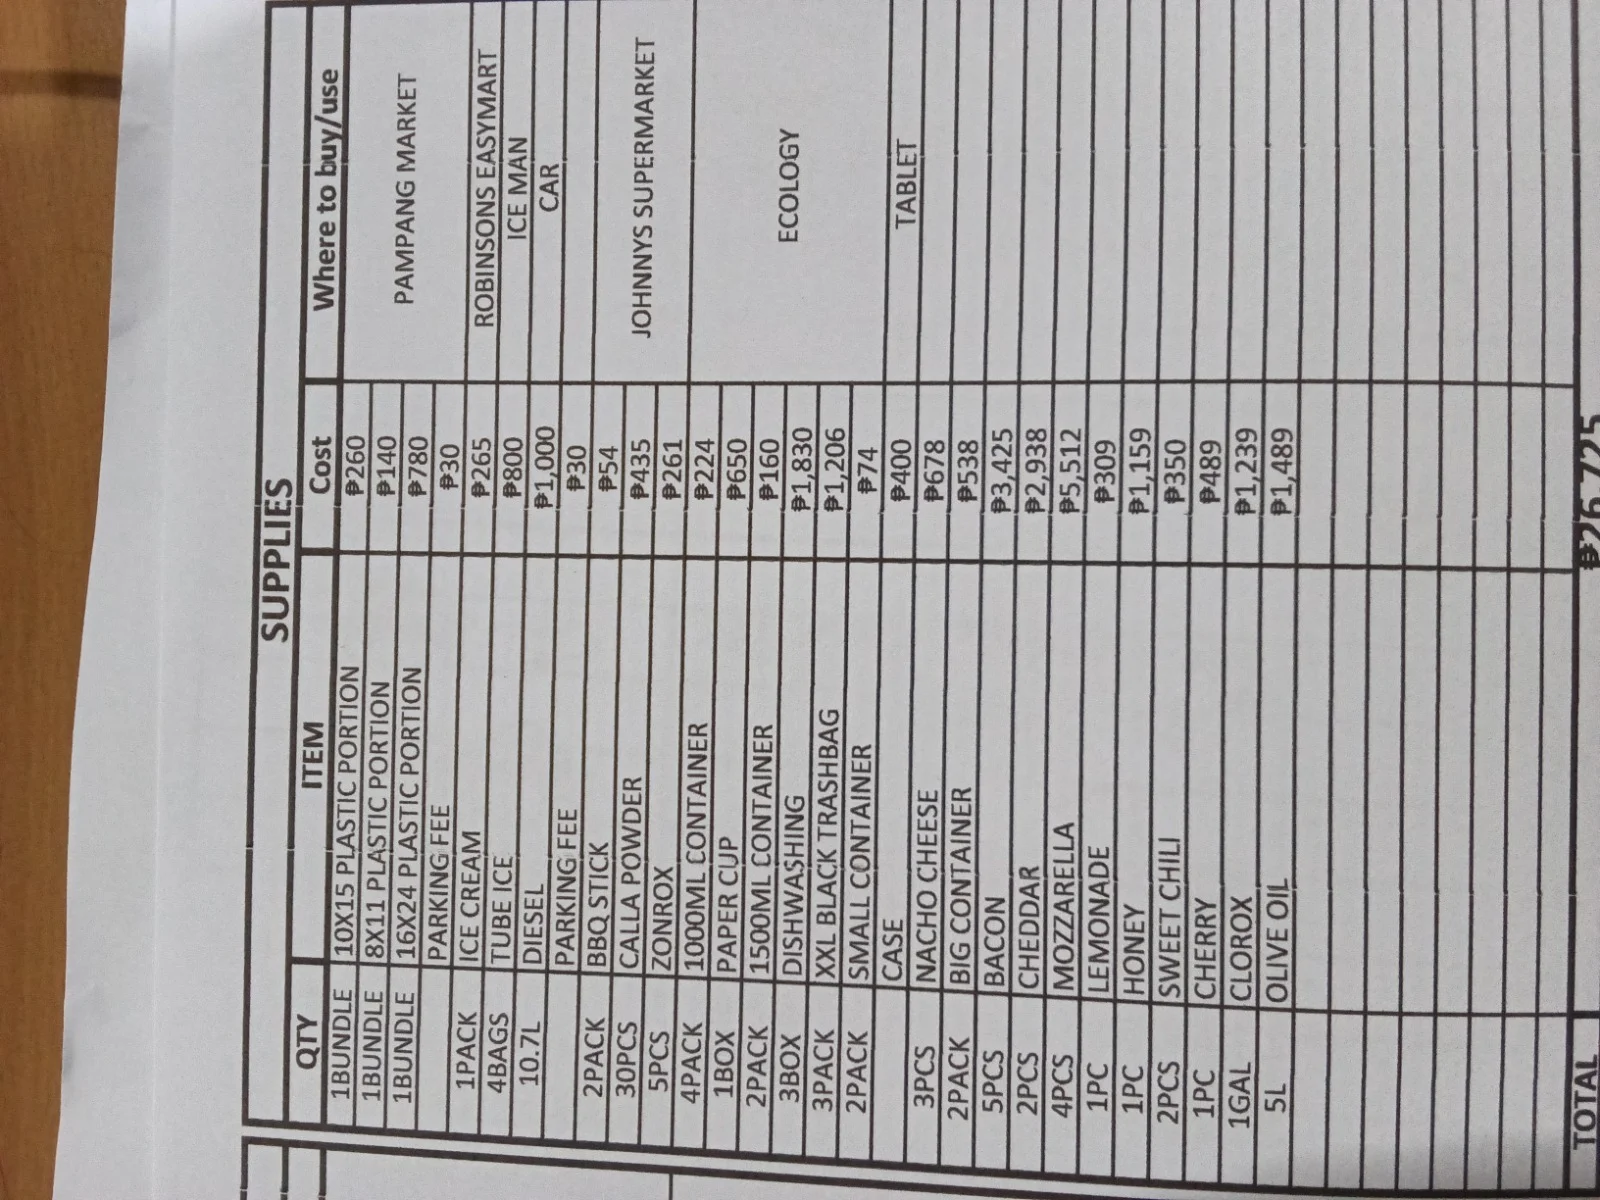 SUPPLIES
QTY ITEM Cost Where to buy/use
1BUNDLE 10X15 PLASTIC PORTION ₱260
1BUNDLE 8X11 PLASTIC PORTION ₱140 PAMPANG MARKET
1BUNDLE 16X24 PLASTIC PORTION ₱780
PARKING FEE ₱30
1PACK ICE CREAM ₱265 ROBINSONS EASYMART
4BAGS TUBE ICE ₱800 ICE MAN
10.7L DIESEL ₱1,000 CAR
PARKING FEE ₱30
2PACK BBQ STICK ₱54
30PCS CALLA POWDER ₱435 JOHNNYS SUPERMARKET
5PCS ZONROX ₱261
4PACK 1000ML CONTAINER ₱224
1BOX PAPER CUP ₱650
2PACK 1500ML CONTAINER ₱160
3BOX DISHWASHING ₱1,830 ECOLOGY
3PACK XXL BLACK TRASHBAG ₱1,206
2PACK SMALL CONTAINER ₱74
CASE ₱400 TABLET
3PCS NACHO CHEESE ₱678
2PACK BIG CONTAINER ₱538
5PCS BACON ₱3,425
2PCS CHEDDAR ₱2,938
4PCS MOZZARELLA ₱5,512
1PC LEMONADE ₱309
1PC HONEY ₱1,159
2PCS SWEET CHILI ₱350
1PC CHERRY ₱489
1GAL CLOROX ₱1,239
5L OLIVE OIL ₱1,489
TOTAL ₱26,725